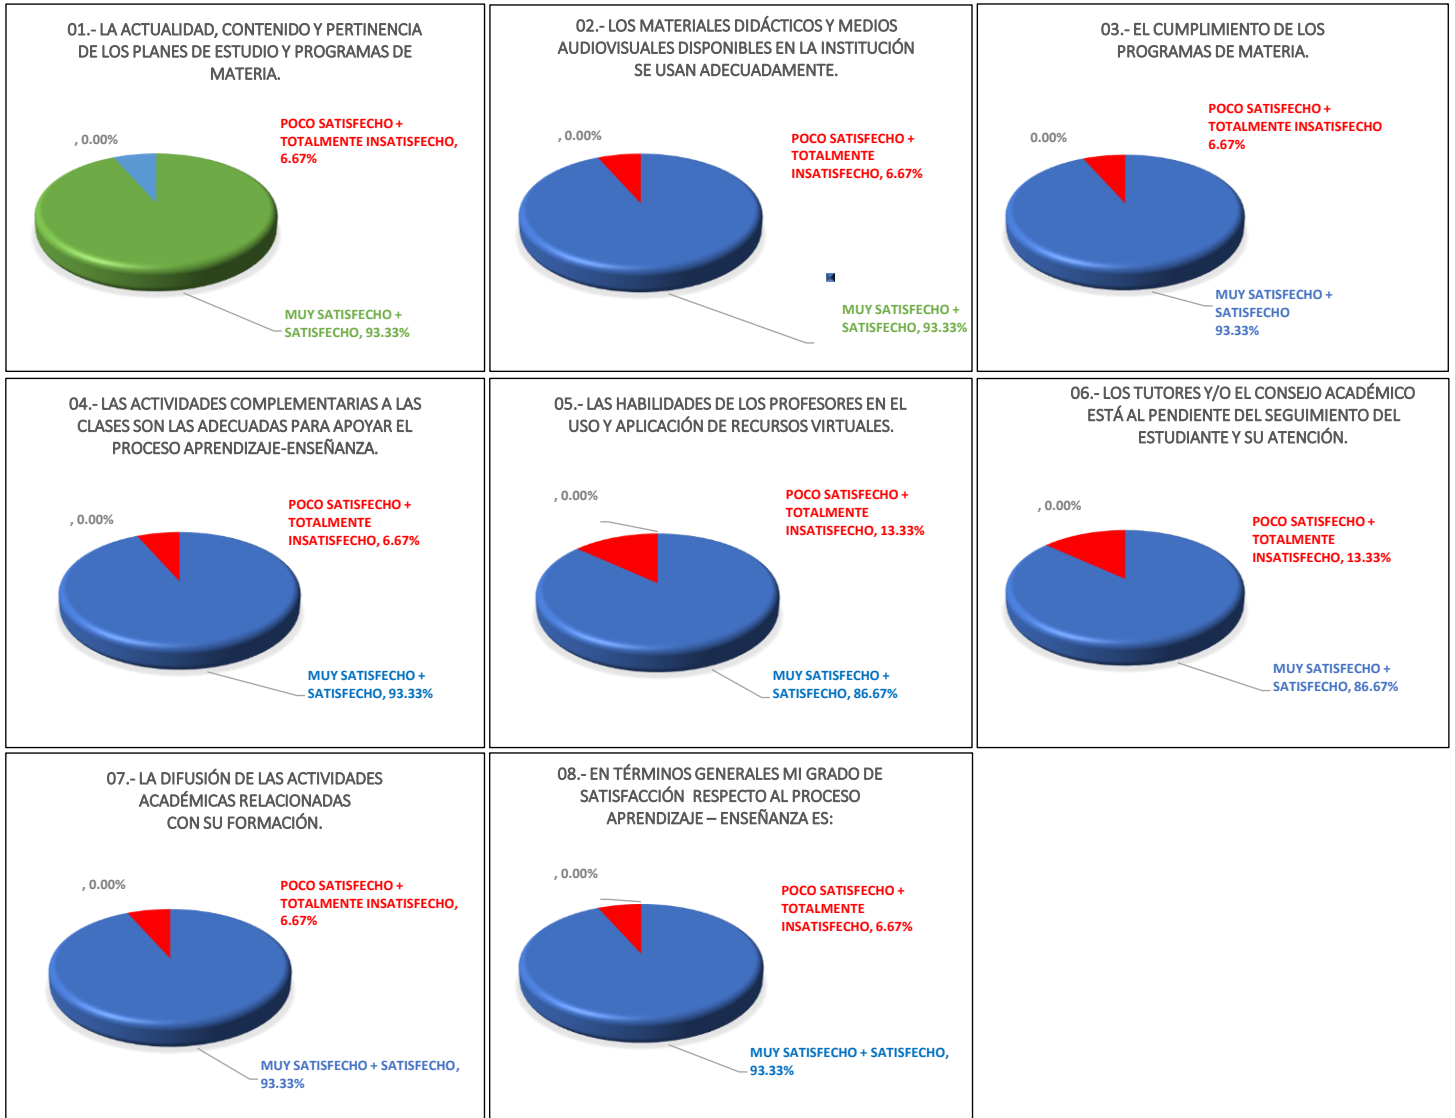 01.- LA ACTUALIDAD, CONTENIDO Y PERTINENCIA
DE LOS PLANES DE ESTUDIO Y PROGRAMAS DE
MATERIA.
, 0.00%
POCO SATISFECHO +
TOTALMENTE INSATISFECHO,
6.67%
MUY SATISFECHO +
SATISFECHO, 93.33%
02.- LOS MATERIALES DIDÁCTICOS Y MEDIOS
AUDIOVISUALES DISPONIBLES EN LA INSTITUCIÓN
SE USAN ADECUADAMENTE.
, 0.00%
POCO SATISFECHO +
TOTALMENTE
INSATISFECHO, 6.67%
MUY SATISFECHO +
SATISFECHO, 93.33%
03.- EL CUMPLIMIENTO DE LOS
PROGRAMAS DE MATERIA.
0.00%
POCO SATISFECHO +
TOTALMENTE INSATISFECHO
6.67%
MUY SATISFECHO +
SATISFECHO
93.33%
04.- LAS ACTIVIDADES COMPLEMENTARIAS A LAS
CLASES SON LAS ADECUADAS PARA APOYAR EL
PROCESO APRENDIZAJE-ENSEÑANZA.
, 0.00%
POCO SATISFECHO +
TOTALMENTE
INSATISFECHO, 6.67%
MUY SATISFECHO +
SATISFECHO, 93.33%
05.- LAS HABILIDADES DE LOS PROFESORES EN EL
USO Y APLICACIÓN DE RECURSOS VIRTUALES.
, 0.00%
POCO SATISFECHO +
TOTALMENTE
INSATISFECHO, 13.33%
MUY SATISFECHO +
SATISFECHO, 86.67%
06.- LOS TUTORES Y/O EL CONSEJO ACADÉMICO
ESTÁ AL PENDIENTE DEL SEGUIMIENTO DEL
ESTUDIANTE Y SU ATENCIÓN.
, 0.00%
POCO SATISFECHO +
TOTALMENTE
INSATISFECHO, 13.33%
MUY SATISFECHO +
SATISFECHO, 86.67%
07.- LA DIFUSIÓN DE LAS ACTIVIDADES
ACADÉMICAS RELACIONADAS
CON SU FORMACIÓN.
, 0.00%
POCO SATISFECHO +
TOTALMENTE INSATISFECHO,
6.67%
MUY SATISFECHO + SATISFECHO,
93.33%
08.- EN TÉRMINOS GENERALES MI GRADO DE
SATISFACCIÓN RESPECTO AL PROCESO
APRENDIZAJE – ENSEÑANZA ES:
, 0.00%
POCO SATISFECHO +
TOTALMENTE
INSATISFECHO, 6.67%
MUY SATISFECHO + SATISFECHO,
93.33%